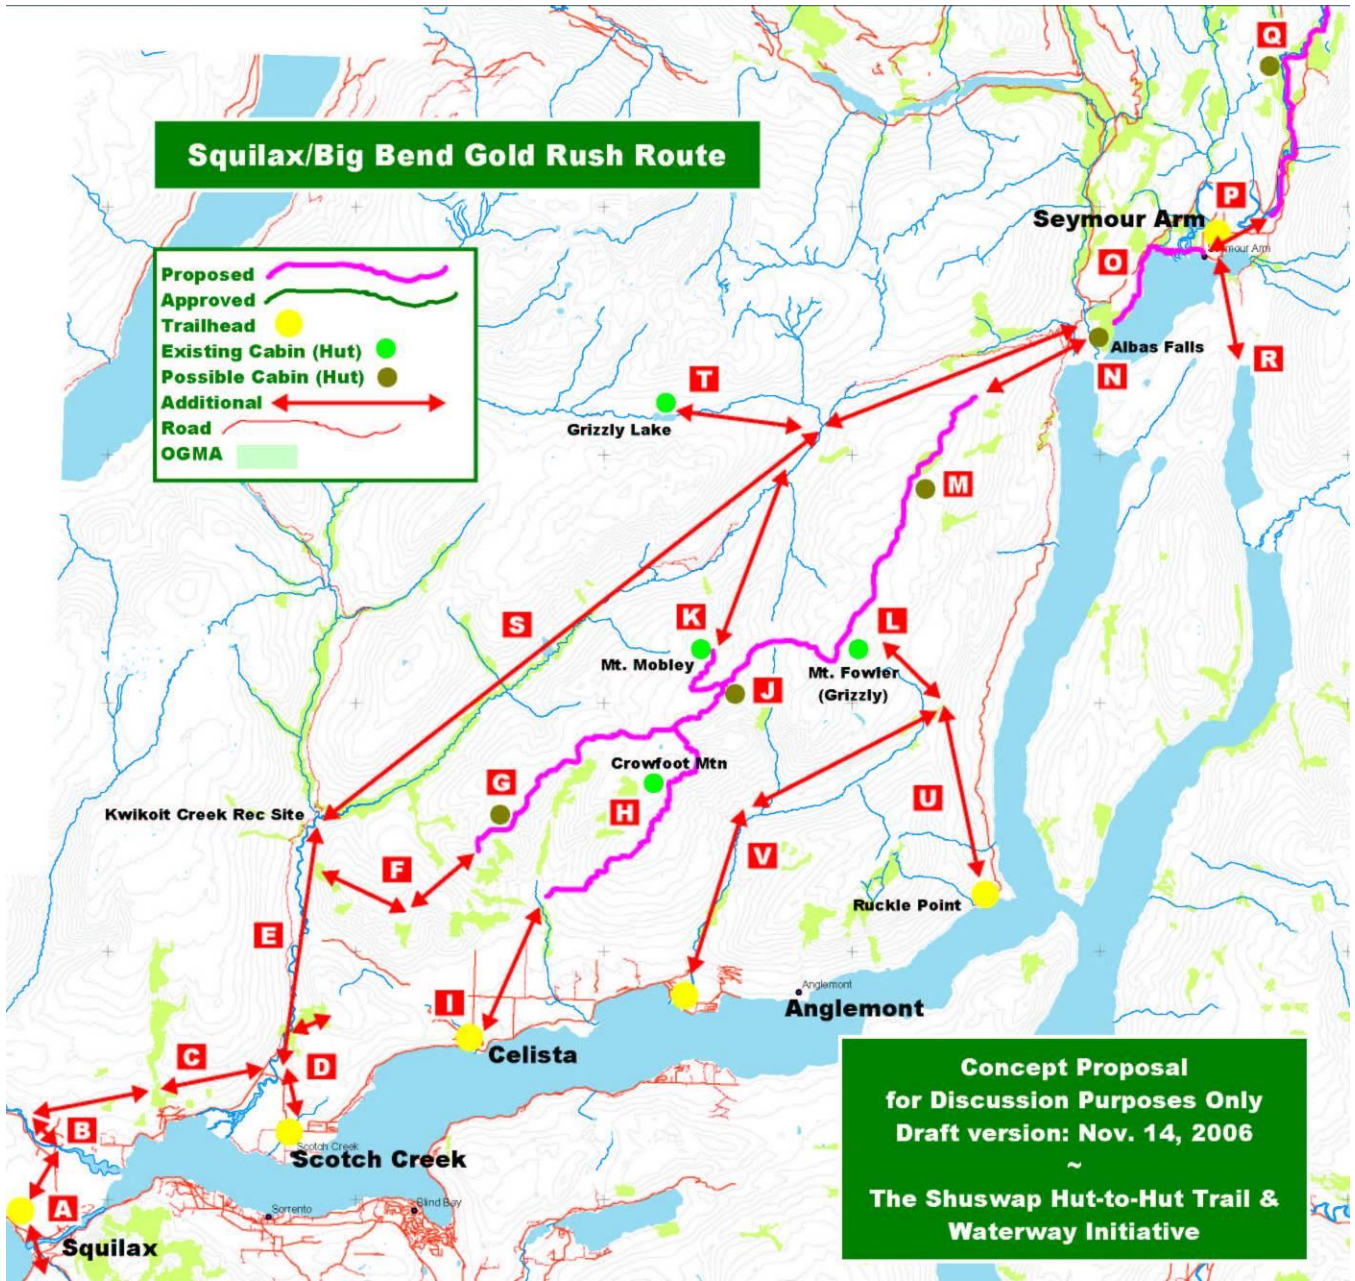 Q
Squilax/Big Bend Gold Rush Route
P
Seymour Arm
Seymour Arm
O
Proposed
Approved
Trailhead
Existing Cabin (Hut)
Possible Cabin (Hut)
Additional
Road
OGMA
Albas Falls
N
R
T
Grizzly Lake
M
S
K
L
Mt. Mobley
Mt. Fowler
(Grizzly)
J
Crowfoot Mtn
G
H
U
Kwikoit Creek Rec Site
V
F
Ruckle Point
E
Anglemont
Anglemont
I
Celista
C
D
B
Scotch Creek
Scotch Creek
A
Sorrento
Blind Bay
Squilax
Concept Proposal
for Discussion Purposes Only
Draft version: Nov. 14, 2006
~
The Shuswap Hut-to-Hut Trail &
Waterway Initiative